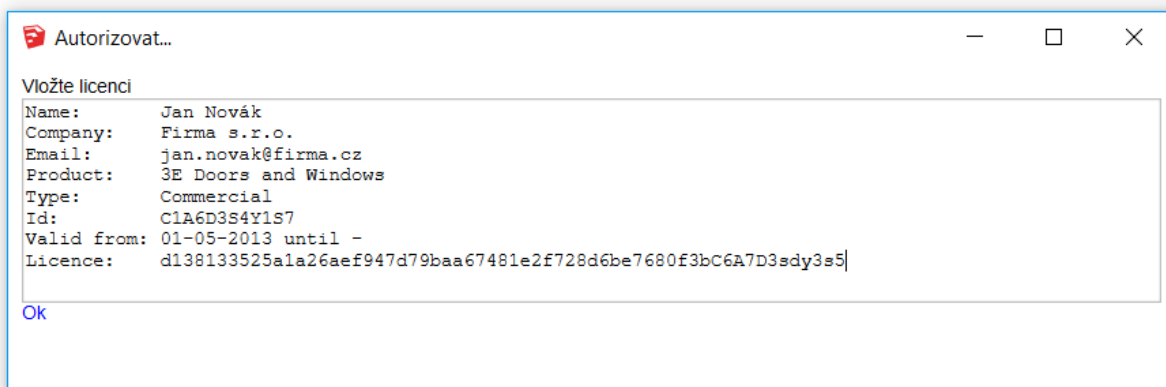 Autorizovat...
Vložte licenci
Name: Jan Novák
Company: Firma s.r.o.
Email: jan.novak@firma.cz
Product: 3E Doors and Windows
Type: Commercial
Id: C1A6D3S4Y1S7
Valid from: 01-05-2013 until -
Licence: d138133525a1a26aef947d79baa67481e2f728d6be7680f3bC6A7D3sdy3s5
Ok